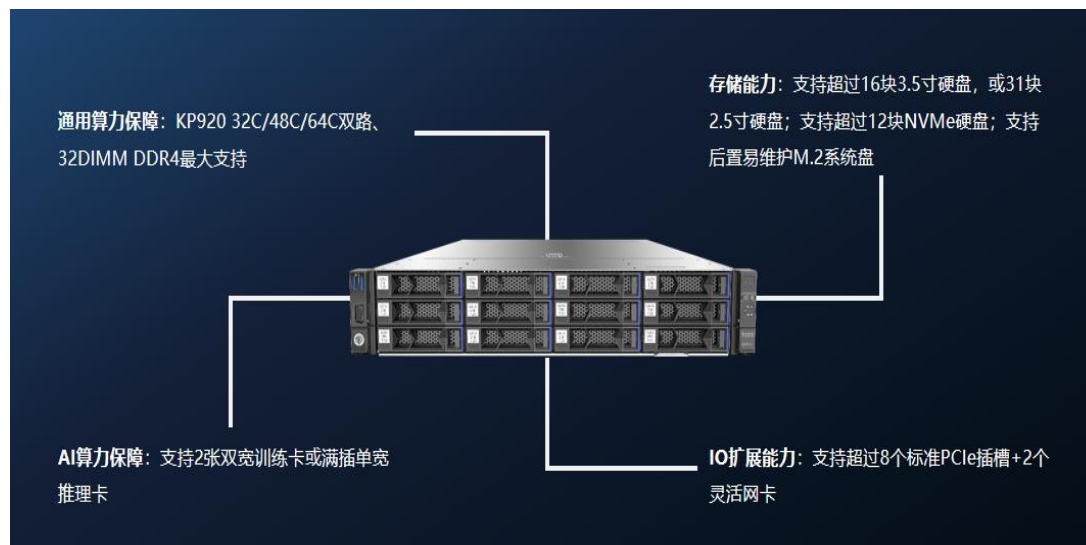 通用算力保障：KP920 32C/48C/64C双路、
32DIMM DDR4最大支持
存储能力：支持超过16块3.5寸硬盘，或31块
2.5寸硬盘；支持超过12块NVMe硬盘；支持
后置易维护M.2系统盘
AI算力保障：支持2张双宽训练卡或满插单宽
推理卡
IO扩展能力：支持超过8个标准PCIe插槽+2个
灵活网卡